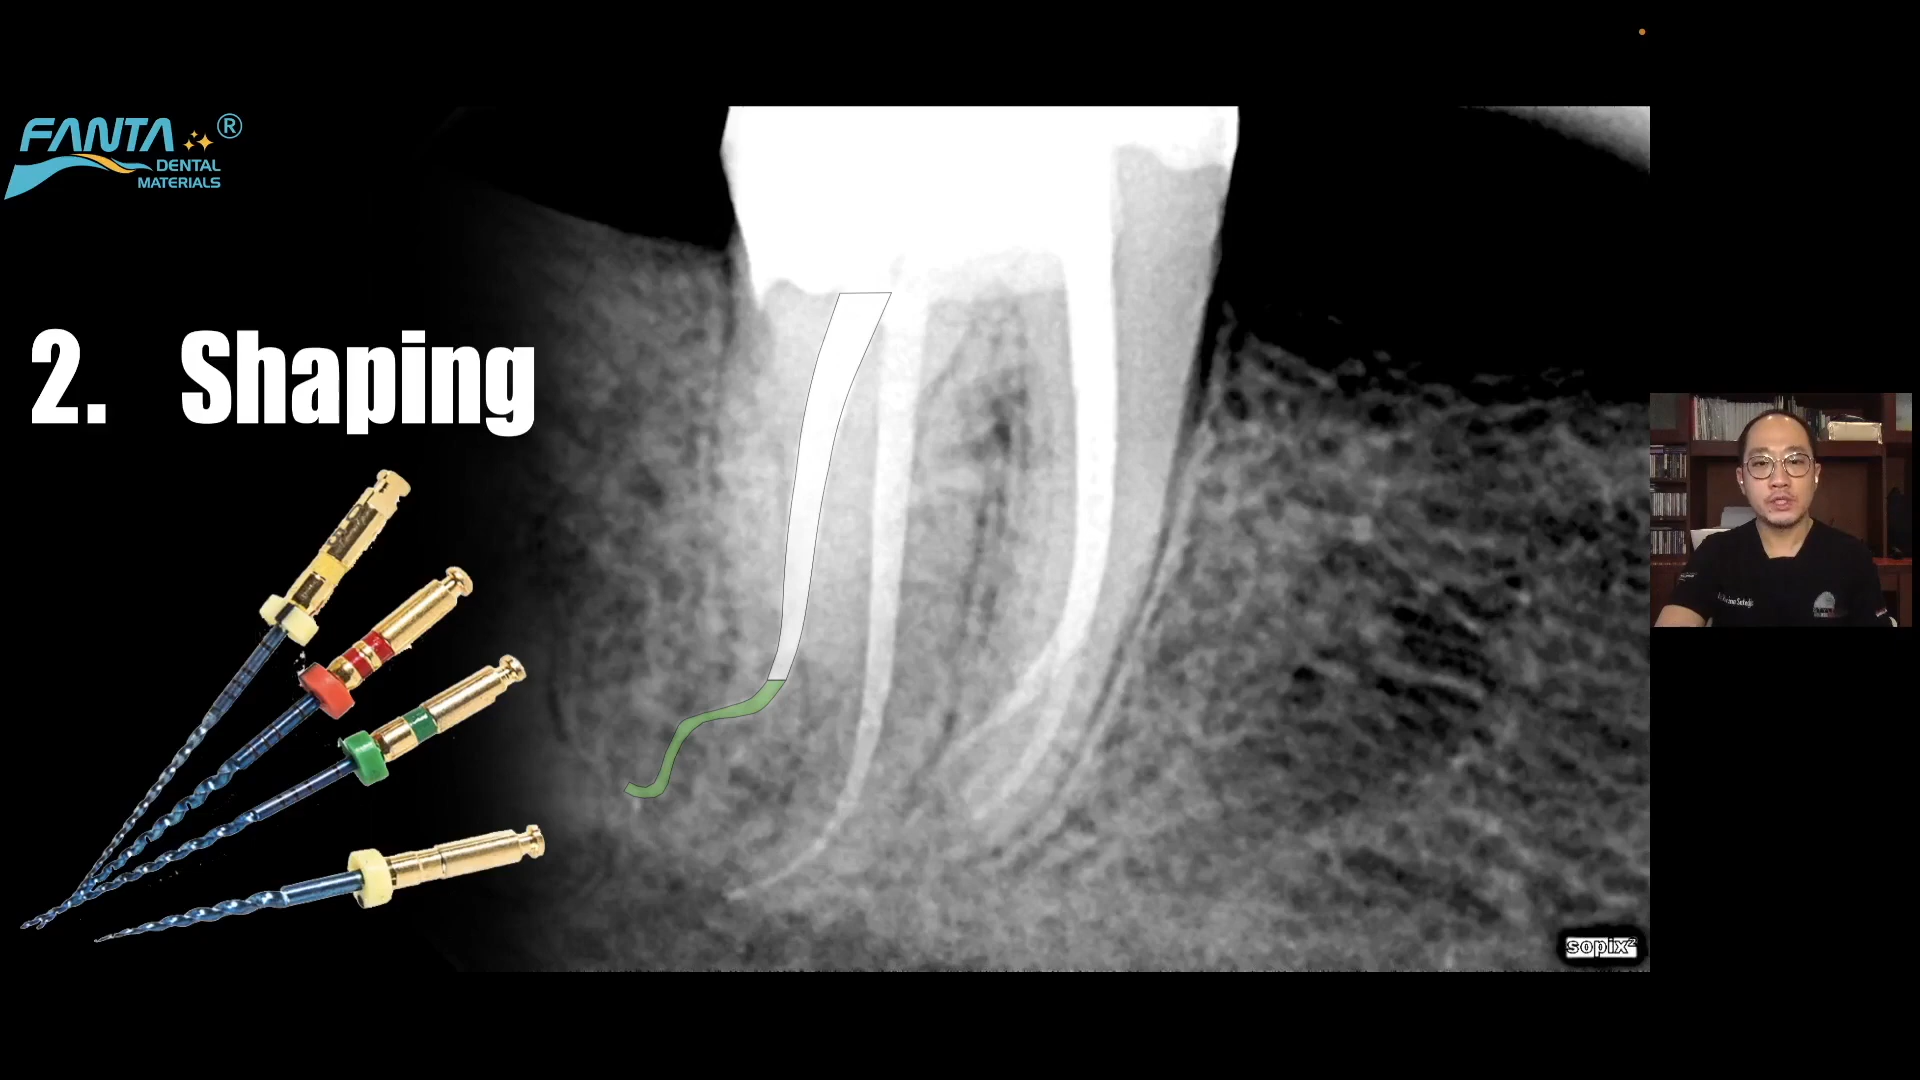 FANTA ®
DENTAL
MATERIALS
2. Shaping
sopix²